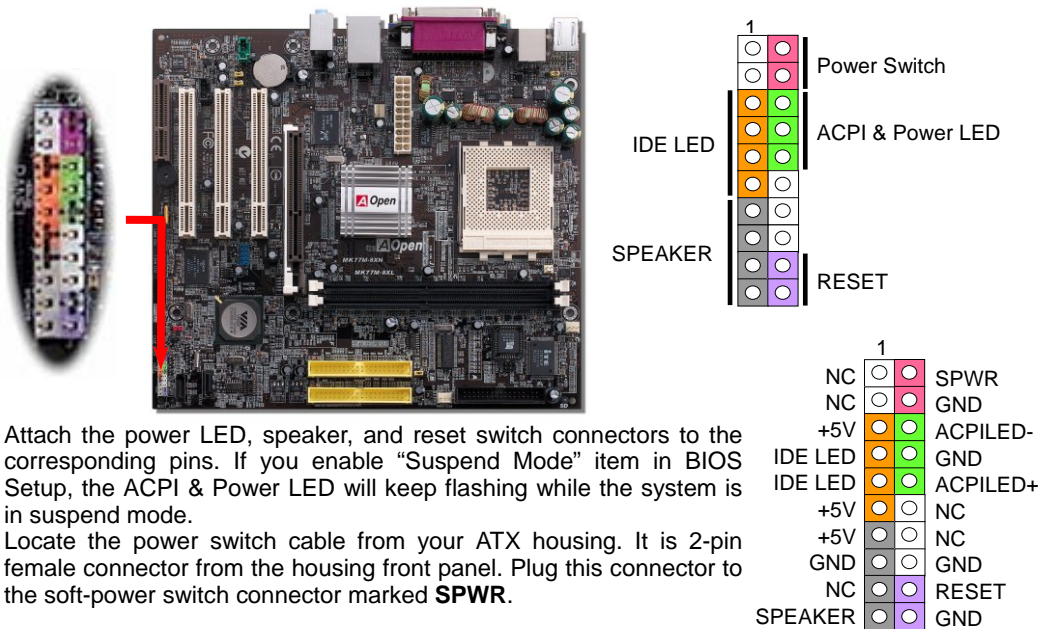 1
Power Switch
IDE LED
ACPI & Power LED
SPEAKER
RESET
AOpen
AOpen
MK77M-8XN
MK77M-8XL
VIA
1
NC SPWR
NC GND
+5V ACPILED-
IDE LED GND
IDE LED ACPILED+
+5V NC
+5V NC
GND GND
NC RESET
SPEAKER GND
Attach the power LED, speaker, and reset switch connectors to the
corresponding pins. If you enable “Suspend Mode” item in BIOS
Setup, the ACPI & Power LED will keep flashing while the system is
in suspend mode.
Locate the power switch cable from your ATX housing. It is 2-pin
female connector from the housing front panel. Plug this connector to
the soft-power switch connector marked SPWR.